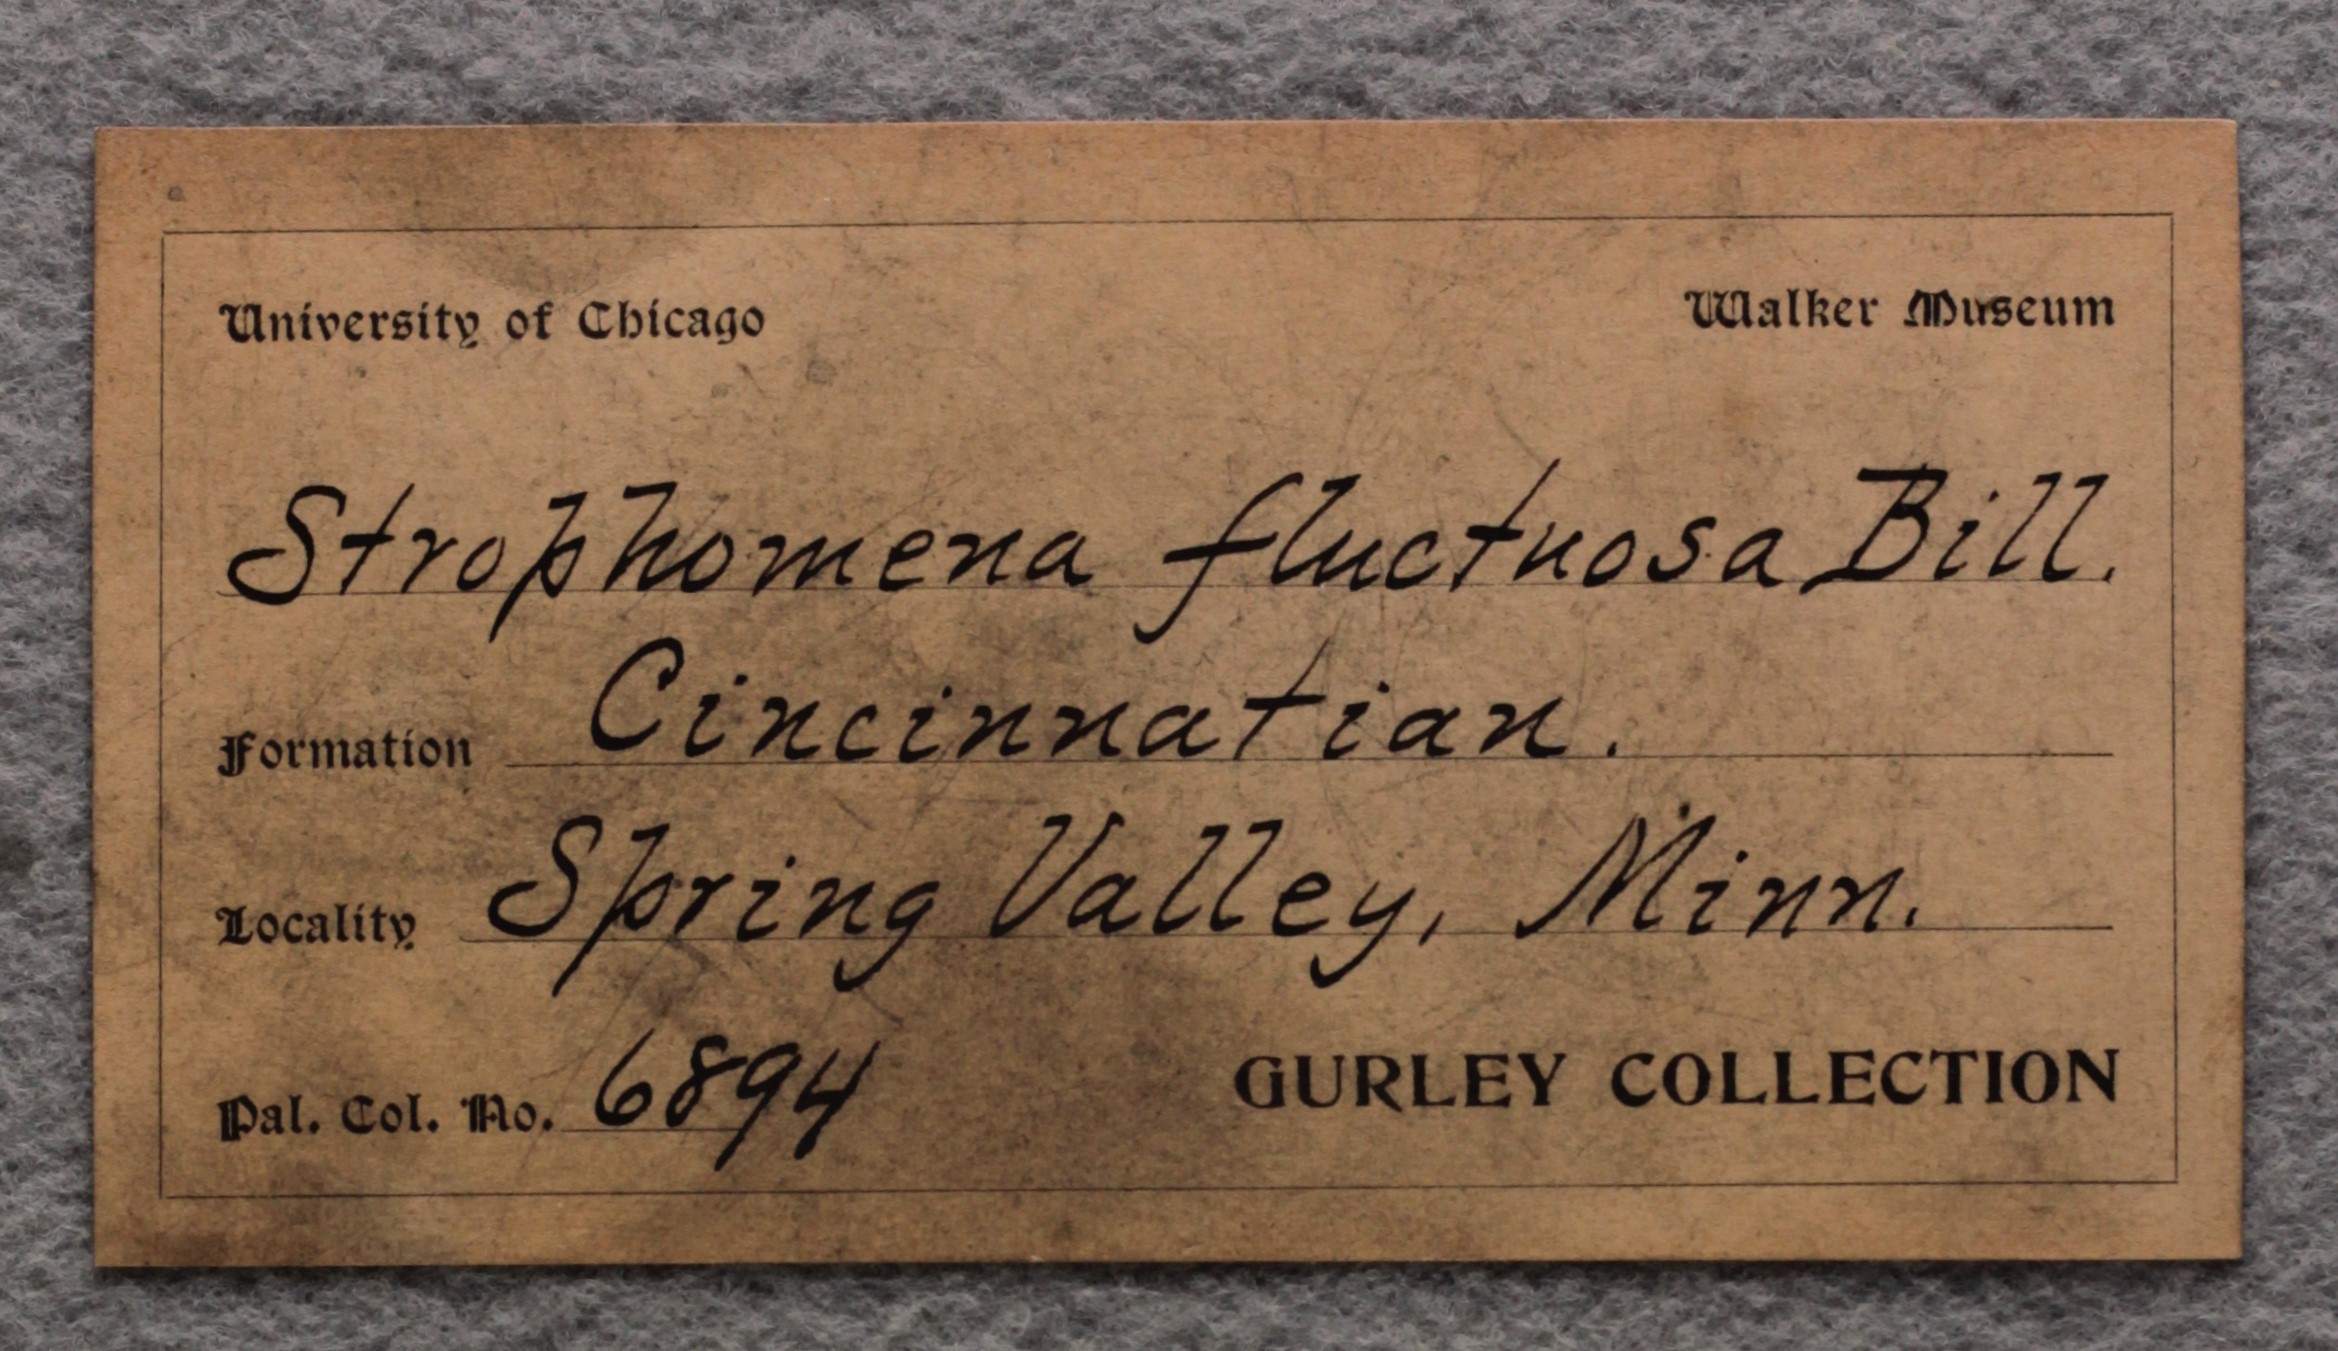 University of Chicago Walker Museum
Strophomena fluctuosa Bill.
Formation Cincinnatian.
Locality Spring Valley, Minn.
Pal. Col. No. 6894 GURLEY COLLECTION